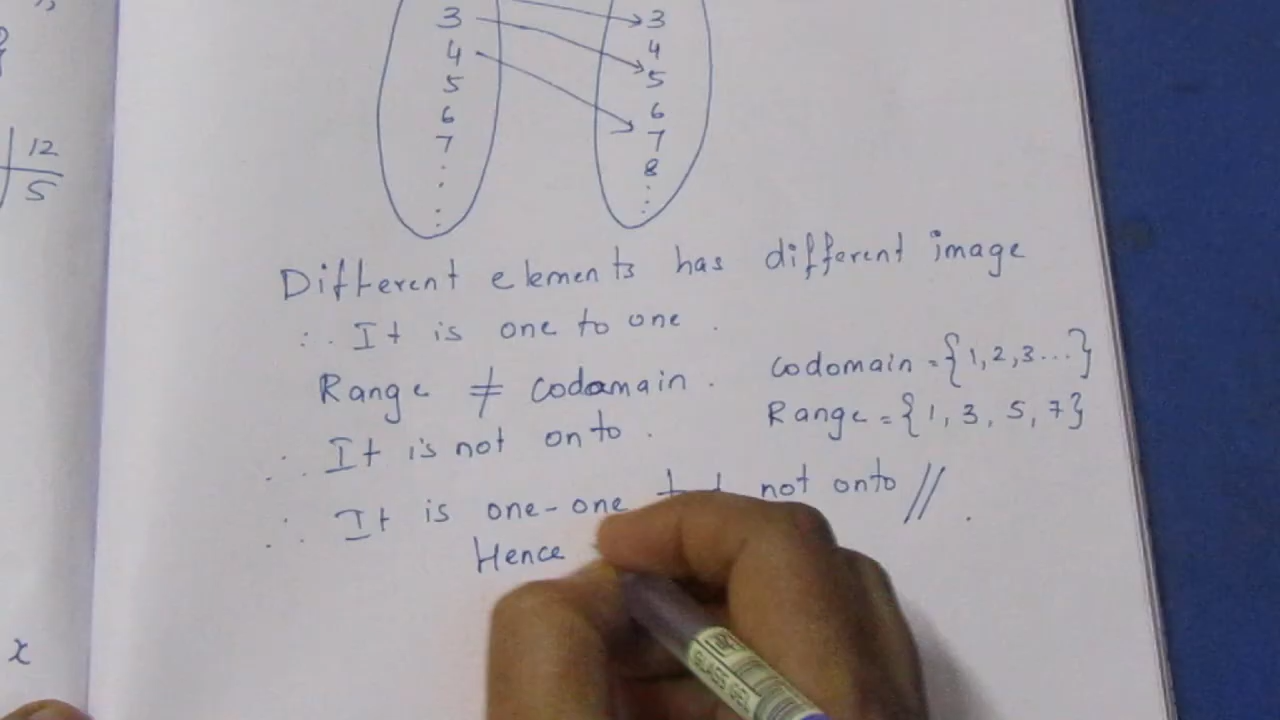 3 3
4 4
5 5
6 6
7 7
8
12
5
Different elements has different image
∴ It is one to one.
Range ≠ codomain. codomain = {1, 2, 3 ...}
∴ It is not onto. Range = {1, 3, 5, 7}
∴ It is one-one not onto //.
Hence
x
GLASS GEL